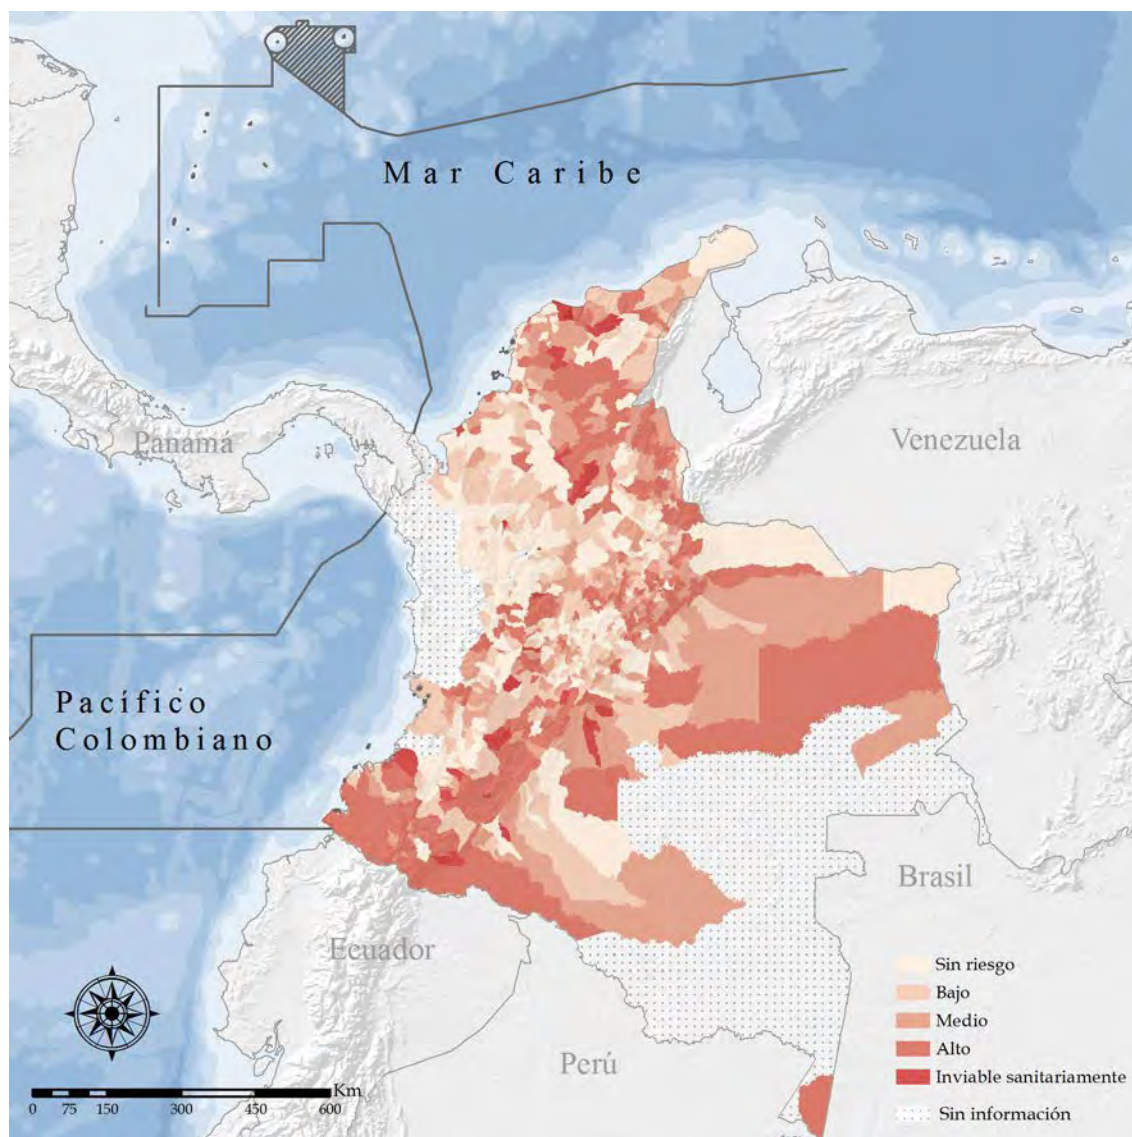 Mar Caribe
Panamá
Venezuela
Pacífico
Colombiano
Brasil
Ecuador
Perú
Sin riesgo
Bajo
Medio
Alto
Inviable sanitariamente
Sin información
Km
0 75 150 300 450 600